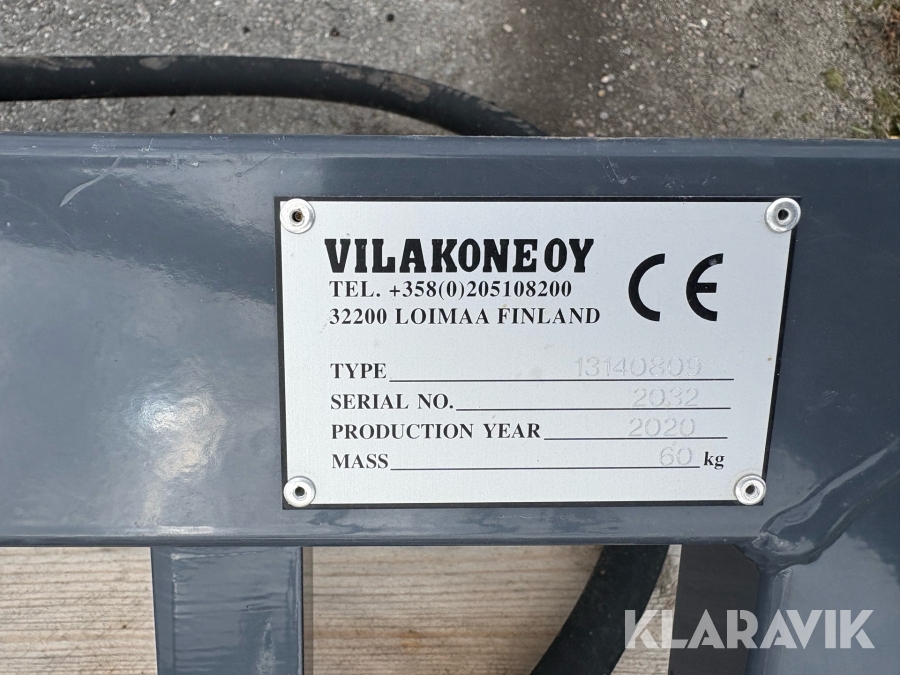 VILAKONE OY
TEL. +358(0)205108200
32200 LOIMAA FINLAND
CE
TYPE 13140809
SERIAL NO. 2032
PRODUCTION YEAR 2020
MASS 60 kg
KLARAVIK